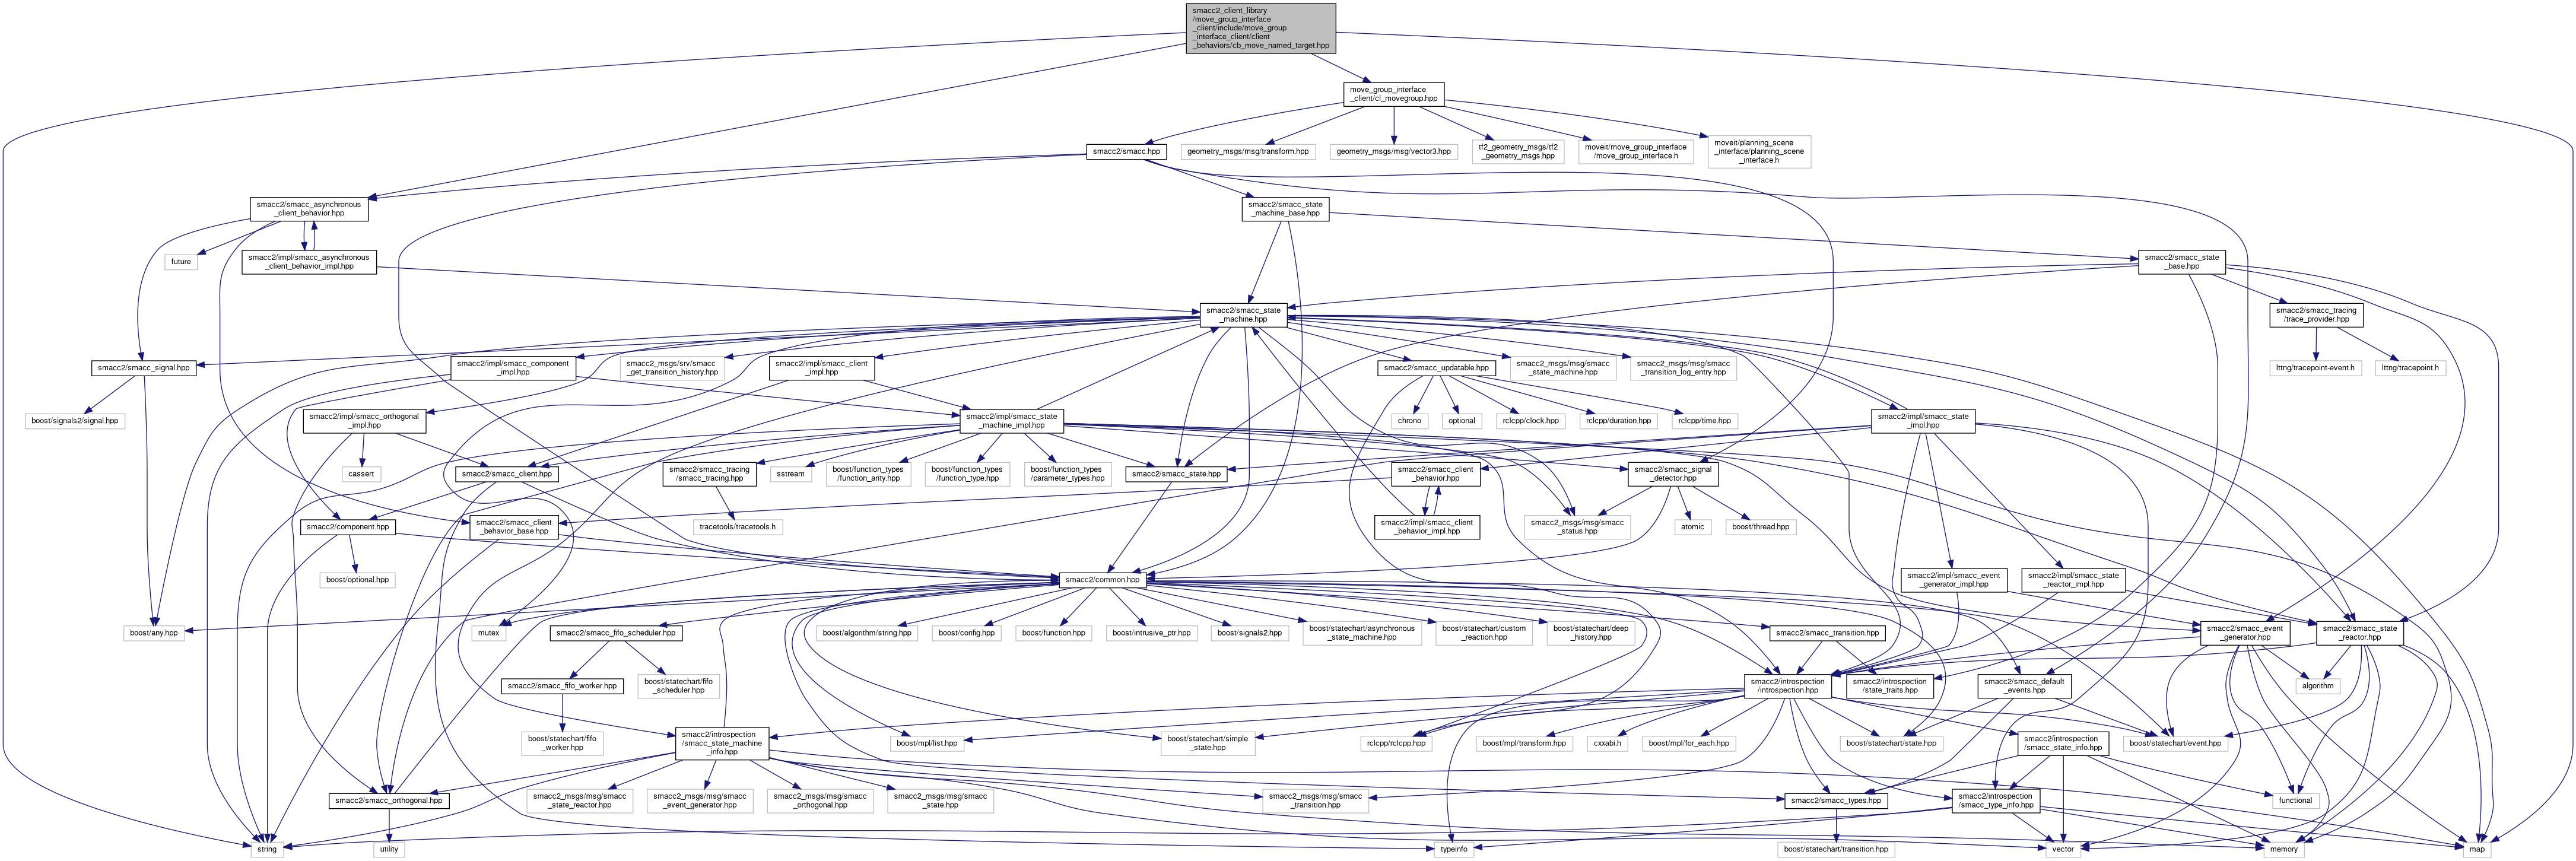 smacc2_client_library
/move_group_interface
_client/include/move_group
_interface_client/client
_behaviors/cb_move_named_target.hpp
move_group_interface
_client/cl_movegroup.hpp
smacc2/smacc.hpp
geometry_msgs/msg/transform.hpp
geometry_msgs/msg/vector3.hpp
tf2_geometry_msgs/tf2
_geometry_msgs.hpp
moveit/move_group_interface
/move_group_interface.h
moveit/planning_scene
_interface/planning_scene
_interface.h
smacc2/smacc_asynchronous
_client_behavior.hpp
smacc2/smacc_state
_machine_base.hpp
future
smacc2/impl/smacc_asynchronous
_client_behavior_impl.hpp
smacc2/smacc_state
_base.hpp
smacc2/smacc_state
_machine.hpp
smacc2/smacc_tracing
/trace_provider.hpp
smacc2/smacc_signal.hpp
smacc2/impl/smacc_component
_impl.hpp
smacc2_msgs/srv/smacc
_get_transition_history.hpp
smacc2/impl/smacc_client
_impl.hpp
smacc2/smacc_updatable.hpp
smacc2_msgs/msg/smacc
_state_machine.hpp
smacc2_msgs/msg/smacc
_transition_log_entry.hpp
lttng/tracepoint-event.h
lttng/tracepoint.h
boost/signals2/signal.hpp
smacc2/impl/smacc_orthogonal
_impl.hpp
smacc2/impl/smacc_state
_machine_impl.hpp
chrono
optional
rclcpp/clock.hpp
rclcpp/duration.hpp
rclcpp/time.hpp
smacc2/impl/smacc_state
_impl.hpp
cassert
smacc2/smacc_client.hpp
smacc2/smacc_tracing
/smacc_tracing.hpp
sstream
boost/function_types
/function_arity.hpp
boost/function_types
/function_type.hpp
boost/function_types
/parameter_types.hpp
smacc2/smacc_state.hpp
smacc2/smacc_client
_behavior.hpp
smacc2/smacc_signal
_detector.hpp
smacc2/component.hpp
smacc2/smacc_client
_behavior_base.hpp
tracetools/tracetools.h
smacc2/impl/smacc_client
_behavior_impl.hpp
smacc2_msgs/msg/smacc
_status.hpp
atomic
boost/thread.hpp
boost/optional.hpp
smacc2/common.hpp
smacc2/impl/smacc_event
_generator_impl.hpp
smacc2/impl/smacc_state
_reactor_impl.hpp
boost/any.hpp
mutex
smacc2/smacc_fifo_scheduler.hpp
boost/algorithm/string.hpp
boost/config.hpp
boost/function.hpp
boost/intrusive_ptr.hpp
boost/signals2.hpp
boost/statechart/asynchronous
_state_machine.hpp
boost/statechart/custom
_reaction.hpp
boost/statechart/deep
_history.hpp
smacc2/smacc_transition.hpp
smacc2/smacc_event
_generator.hpp
smacc2/smacc_state
_reactor.hpp
smacc2/smacc_fifo_worker.hpp
boost/statechart/fifo
_scheduler.hpp
smacc2/introspection
/introspection.hpp
smacc2/introspection
/state_traits.hpp
smacc2/smacc_default
_events.hpp
algorithm
boost/statechart/fifo
_worker.hpp
smacc2/introspection
/smacc_state_machine
_info.hpp
boost/mpl/list.hpp
boost/statechart/simple
_state.hpp
rclcpp/rclcpp.hpp
boost/mpl/transform.hpp
cxxabi.h
boost/mpl/for_each.hpp
boost/statechart/state.hpp
smacc2/introspection
/smacc_state_info.hpp
boost/statechart/event.hpp
smacc2/smacc_orthogonal.hpp
smacc2_msgs/msg/smacc
_state_reactor.hpp
smacc2_msgs/msg/smacc
_event_generator.hpp
smacc2_msgs/msg/smacc
_orthogonal.hpp
smacc2_msgs/msg/smacc
_state.hpp
smacc2_msgs/msg/smacc
_transition.hpp
smacc2/smacc_types.hpp
smacc2/introspection
/smacc_type_info.hpp
functional
string
utility
typeinfo
boost/statechart/transition.hpp
vector
memory
map